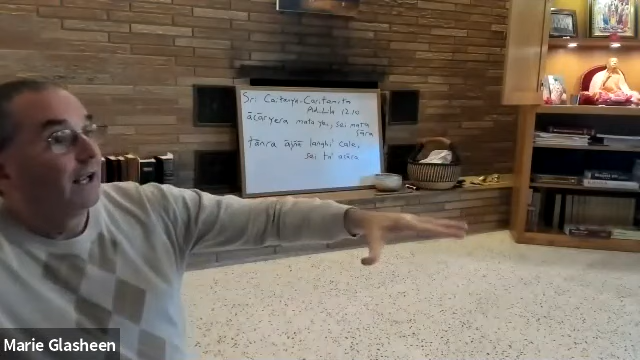 Sri Caitanya-Caritamrta
Adi Lila 12.10
ācāryera mata yei, sei mata
sāra
tānra ājñā langhi' cale,
sei ta' asāra
Marie Glasheen